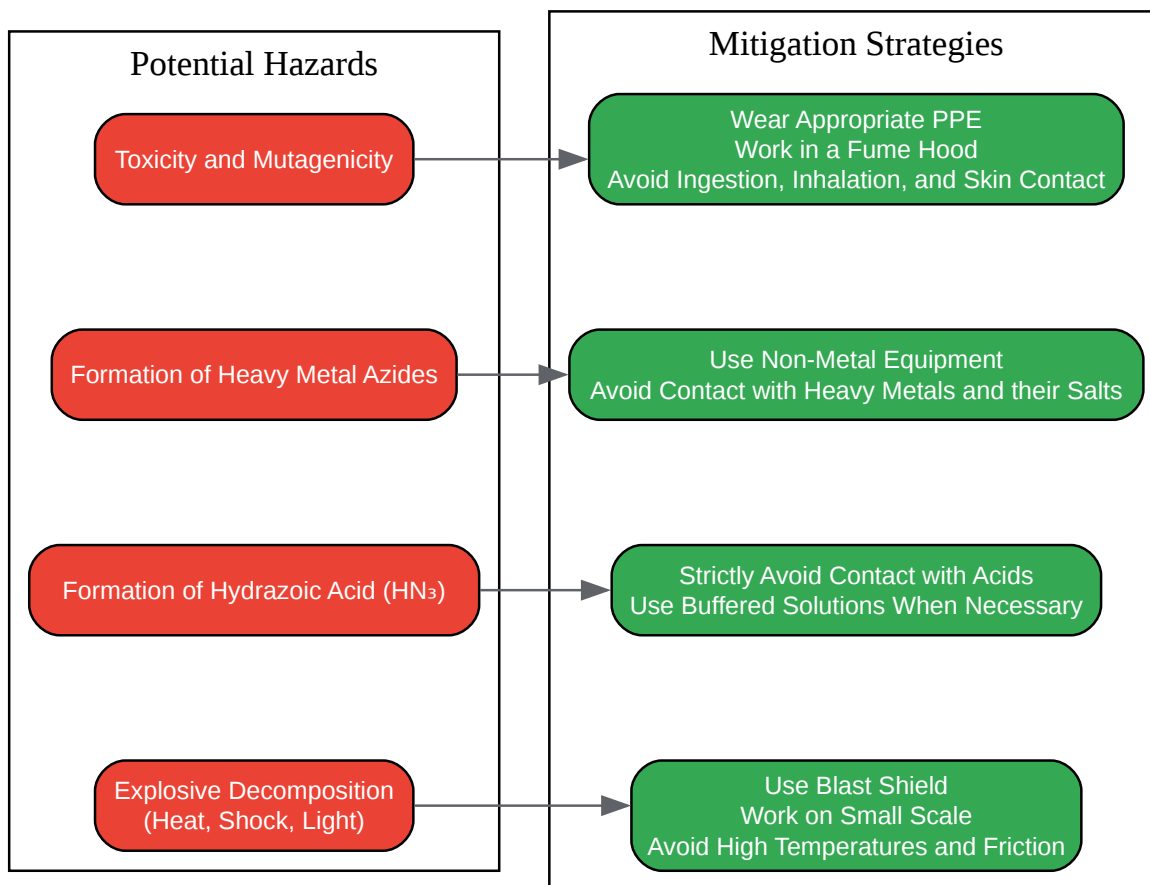 Potential Hazards
Mitigation Strategies
Toxicity and Mutagenicity
Wear Appropriate PPE
Work in a Fume Hood
Avoid Ingestion, Inhalation, and Skin Contact
Formation of Heavy Metal Azides
Use Non-Metal Equipment
Avoid Contact with Heavy Metals and their Salts
Formation of Hydrazoic Acid (HN₃)
Strictly Avoid Contact with Acids
Use Buffered Solutions When Necessary
Explosive Decomposition
(Heat, Shock, Light)
Use Blast Shield
Work on Small Scale
Avoid High Temperatures and Friction